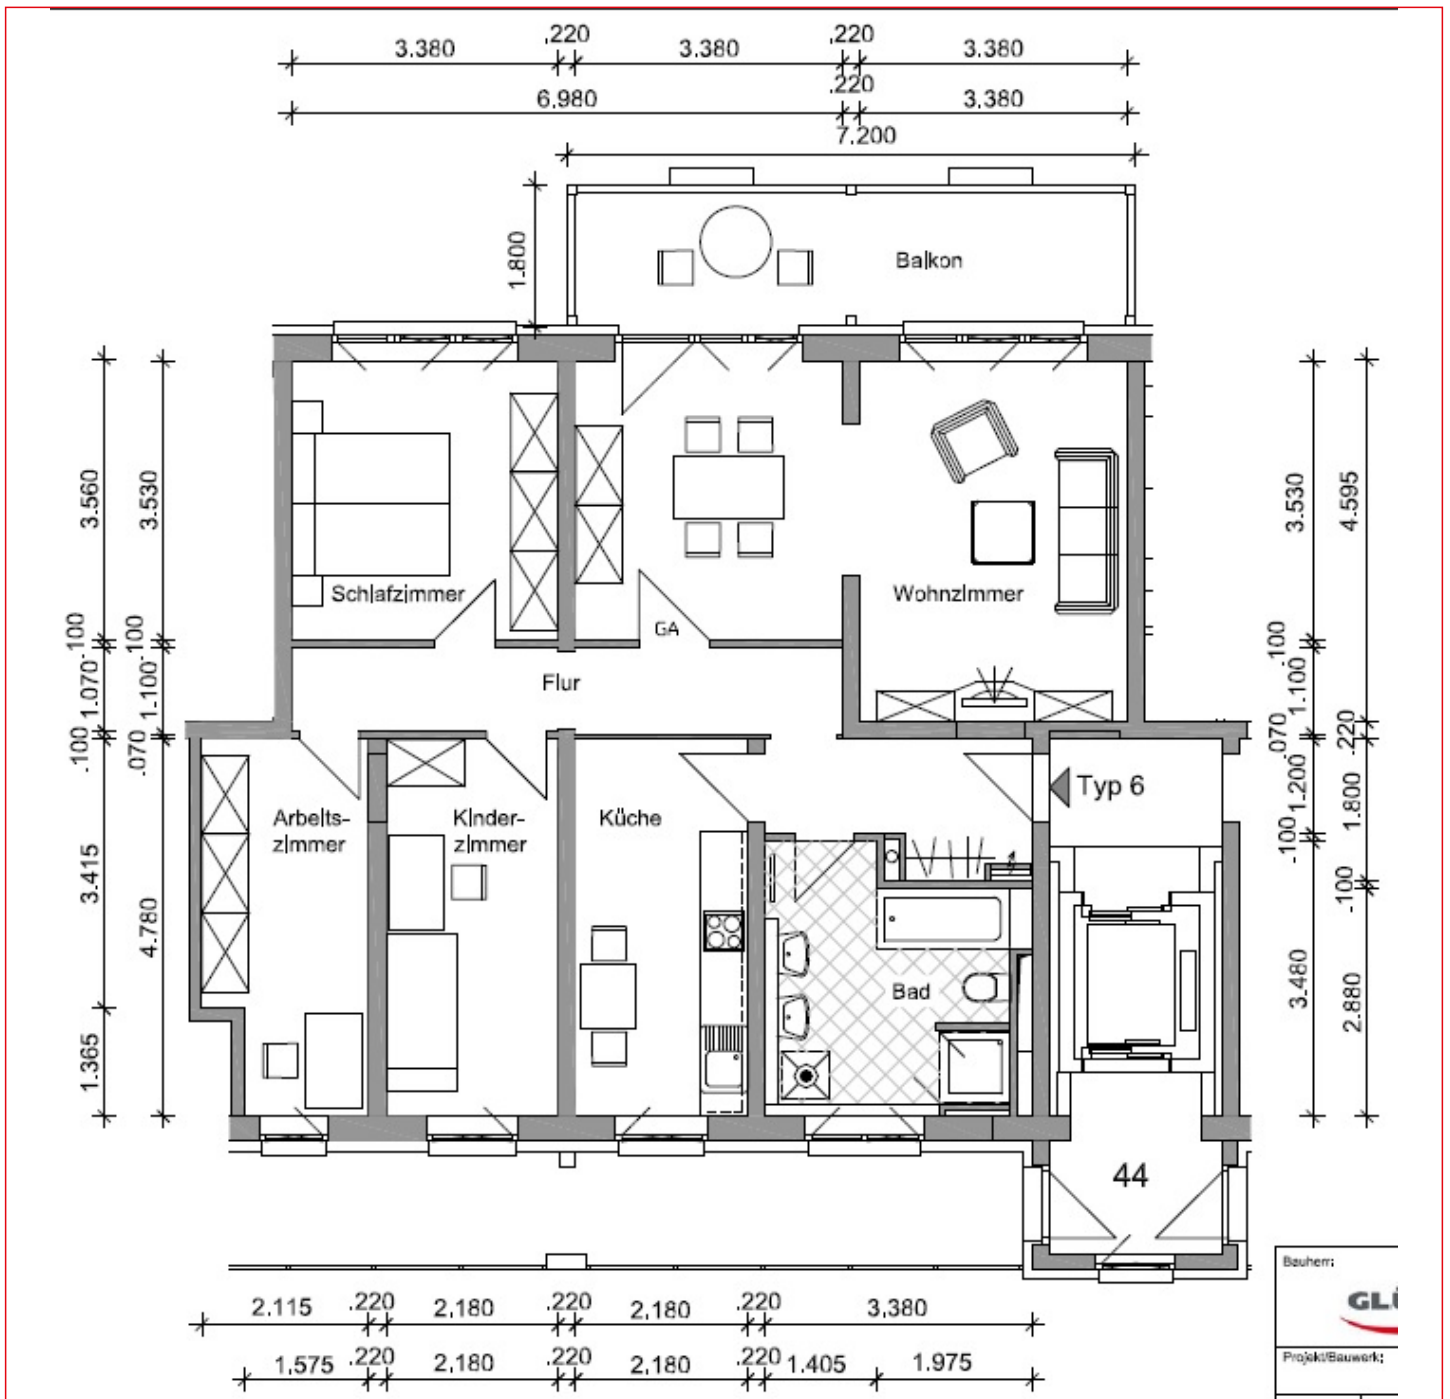 3.380 .220 3.380 .220 3.380
6.980 .220 3.380
7.200
1.800
Balkon
3.560
3.530
3.530
4.595
Schlafzimmer
Wohnzimmer
GA
.100
.100
.100
Flur
1.070
1.100
1.100
.100
.070
.070
.220
Typ 6
1.200
1.800
Arbeits-
zimmer
Kinder-
zimmer
Küche
.100
.100
3.415
4.780
3.480
2.880
Bad
1.365
44
Bauherr:
GLÜ
Projekt/Bauwerk:
2.115 .220 2.180 .220 2.180 .220 3.380
1.575 .220 2.180 .220 2.180 .220 1.405 1.975